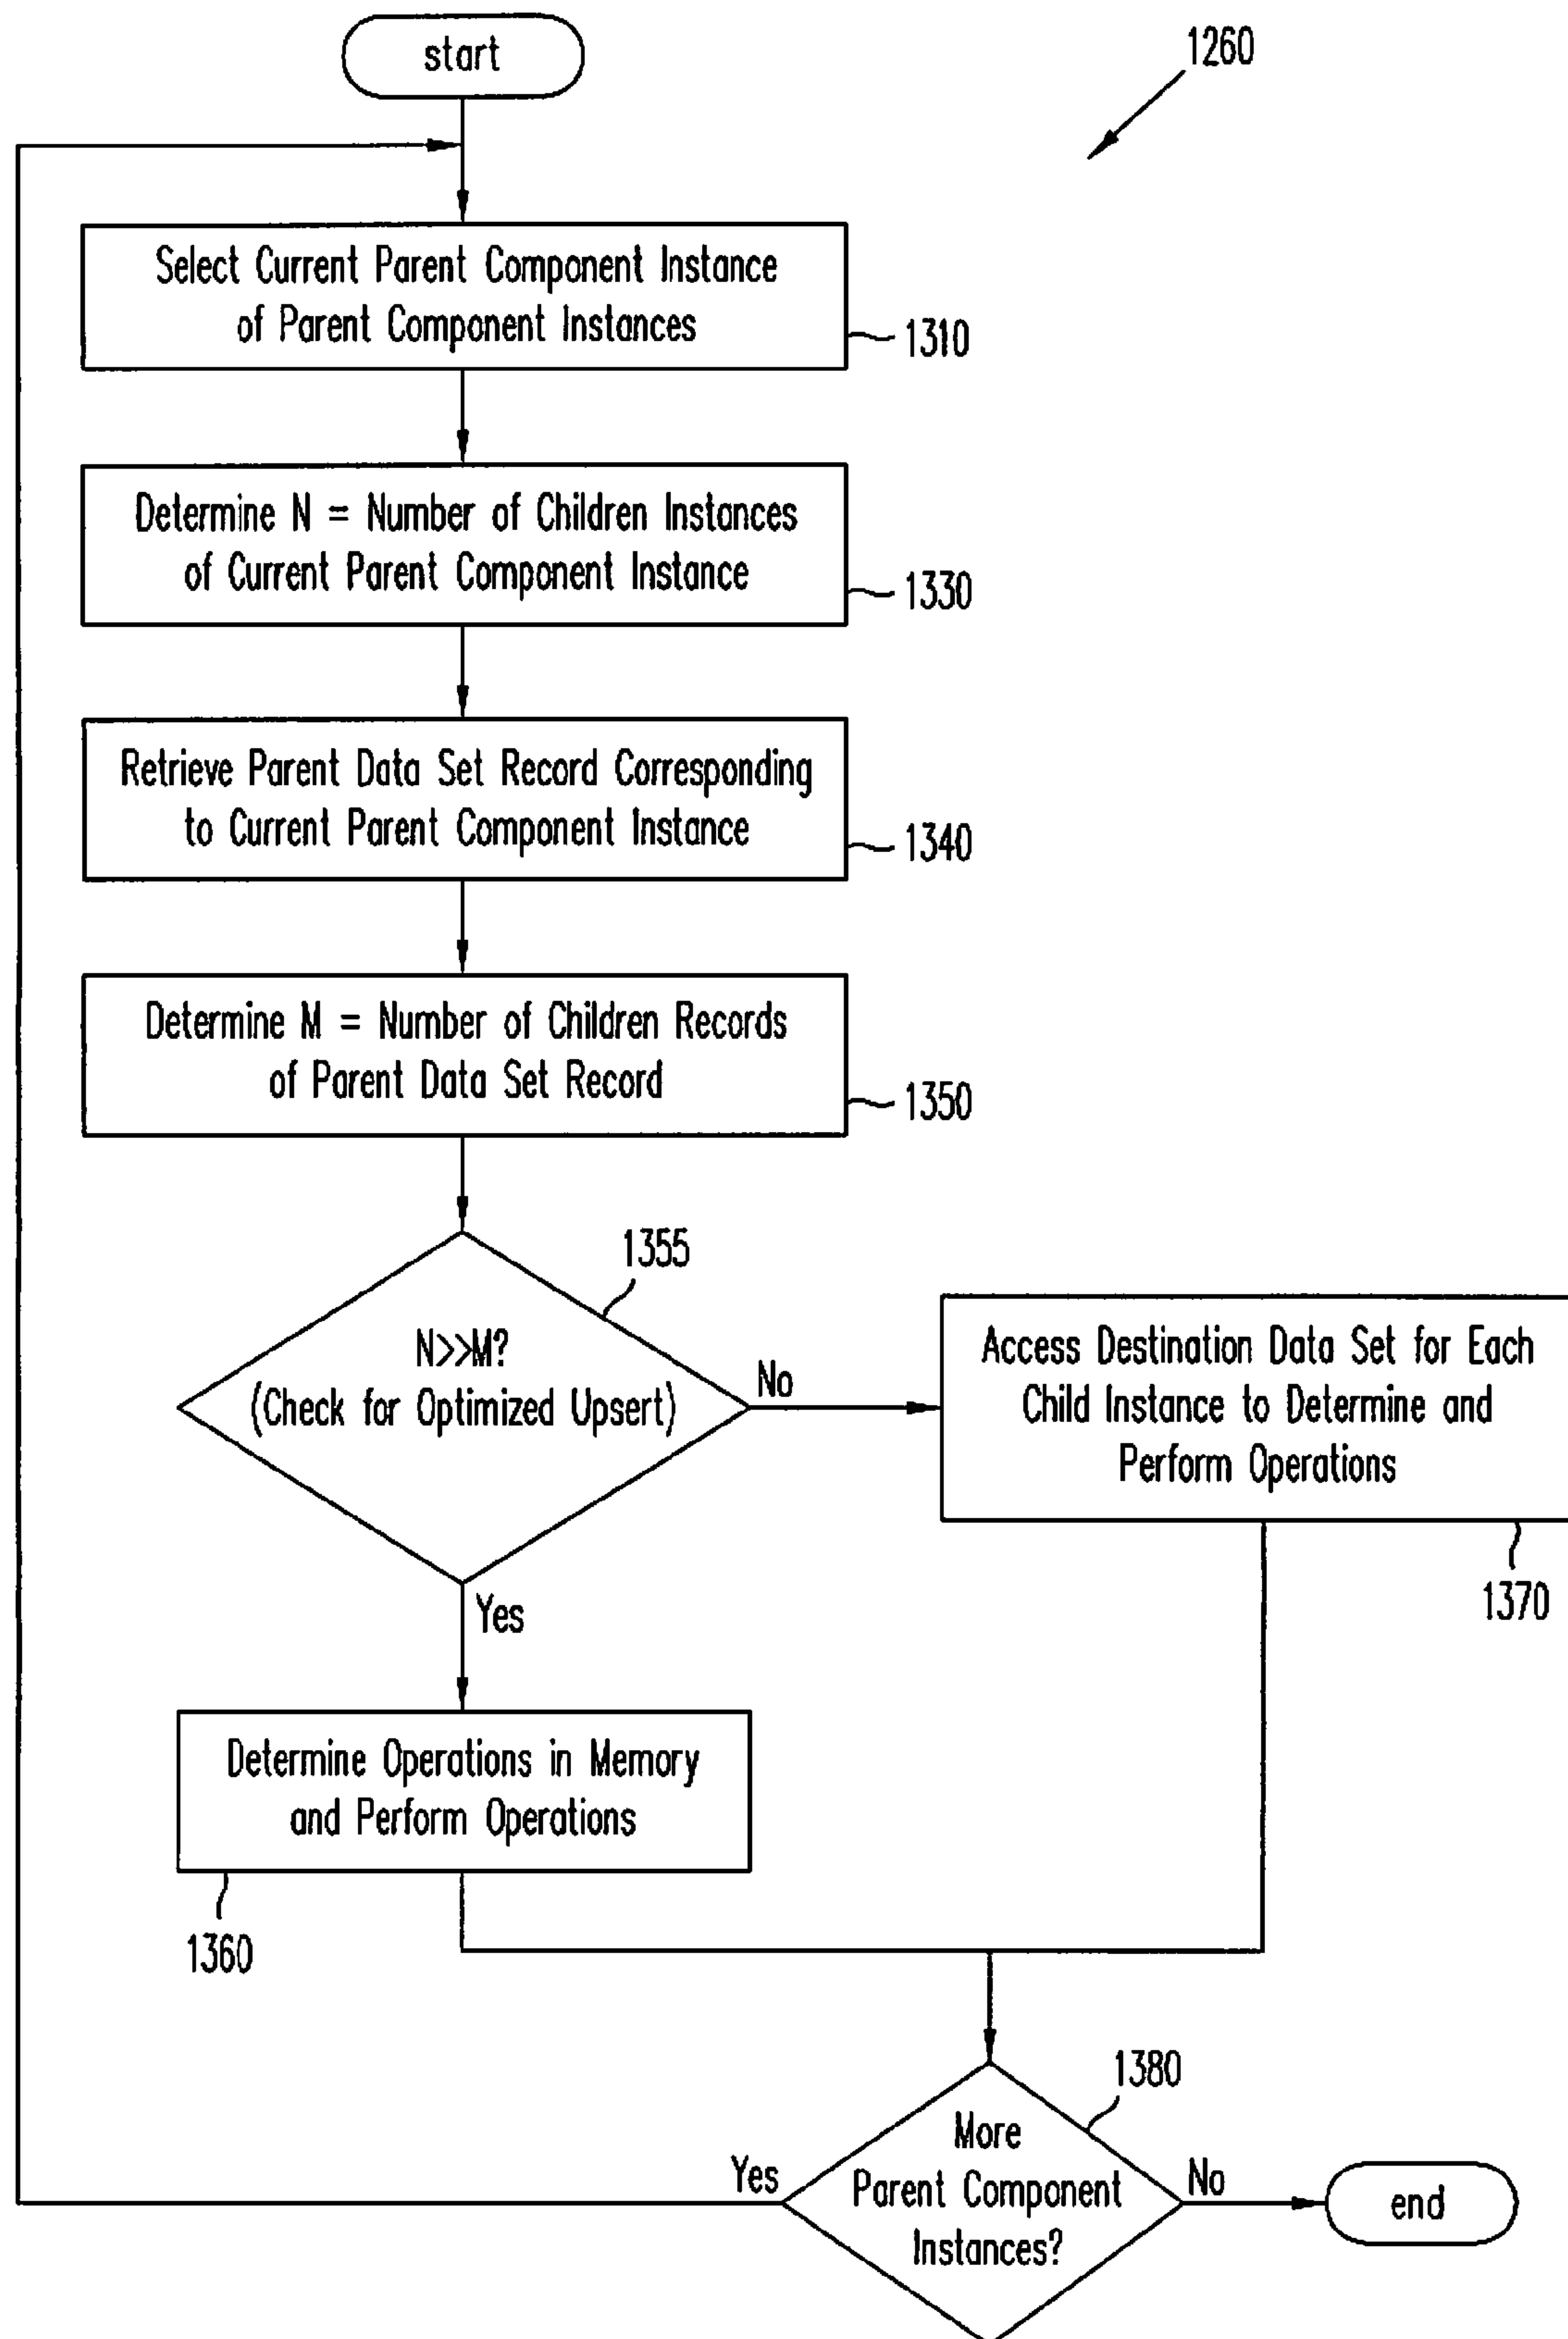 start
1260
Select Current Parent Component Instance
of Parent Component Instances
1310
Determine N = Number of Children Instances
of Current Parent Component Instance
1330
Retrieve Parent Data Set Record Corresponding
to Current Parent Component Instance
1340
Determine M = Number of Children Records
of Parent Data Set Record
1350
1355
N>>M?
(Check for Optimized Upsert)
No
Access Destination Data Set for Each
Child Instance to Determine and
Perform Operations
1370
Yes
Determine Operations in Memory
and Perform Operations
1360
1380
More
Parent Component
Instances?
Yes
No
end